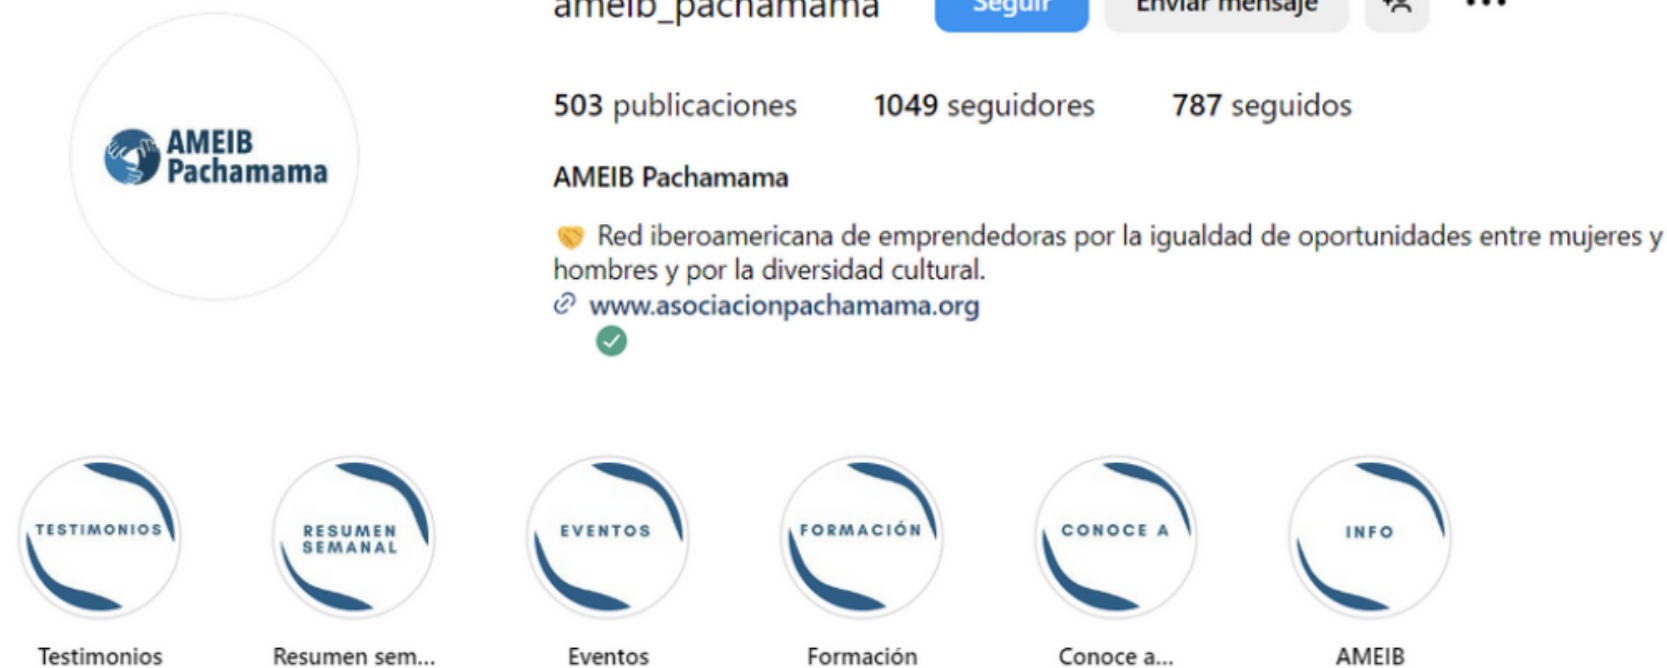 ameib_pachamama Seguir Enviar mensaje
503 publicaciones 1049 seguidores 787 seguidos
AMEIB
Pachamama
AMEIB Pachamama
Red iberoamericana de emprendedoras por la igualdad de oportunidades entre mujeres y
hombres y por la diversidad cultural.
www.asociacionpachamama.org
TESTIMONIOS
RESUMEN
SEMANAL
EVENTOS
FORMACIÓN
CONOCE A
INFO
Testimonios
Resumen sem...
Eventos
Formación
Conoce a...
AMEIB